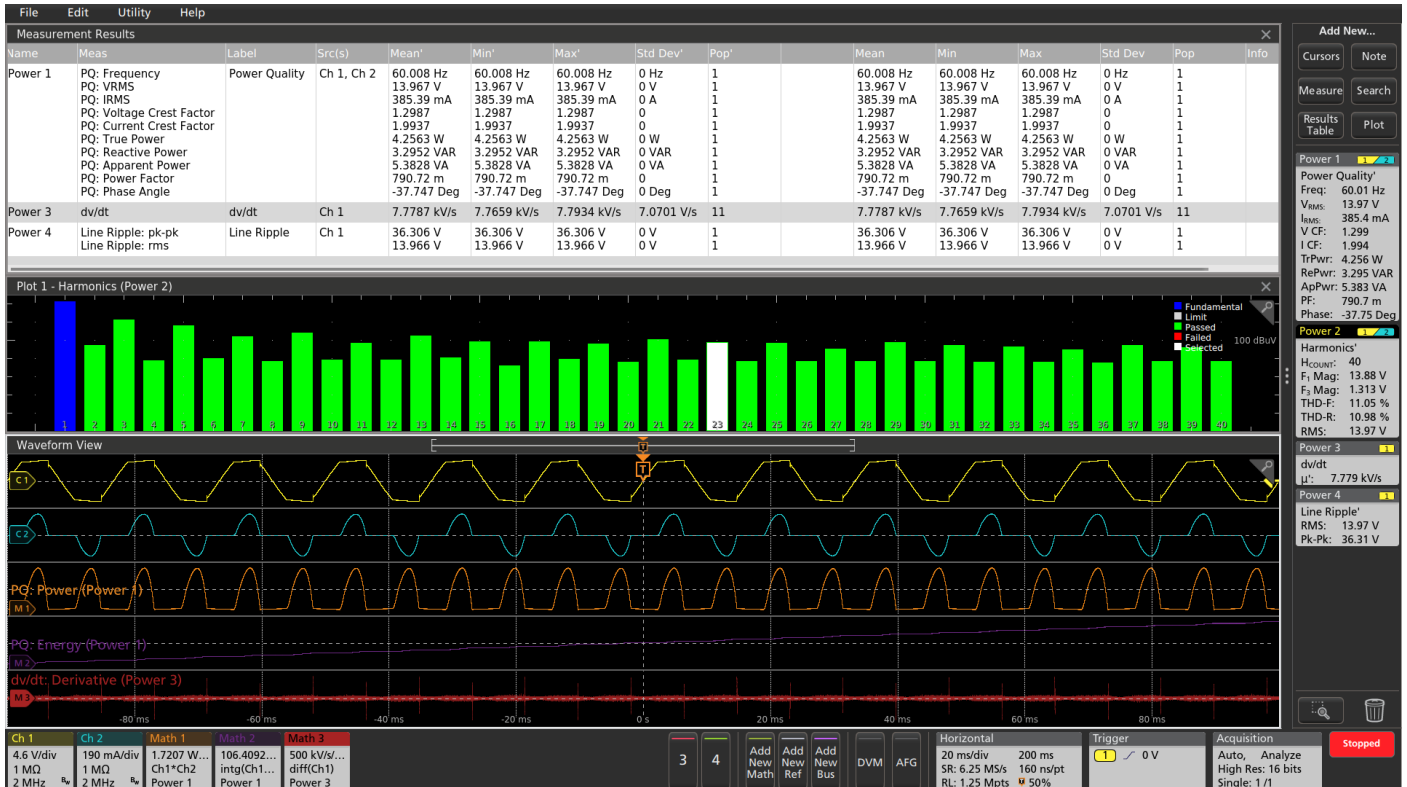 File Edit Utility Help
Measurement Results
Name Meas Label Src(s) Mean' Min' Max' Std Dev' Pop' Mean Min Max Std Dev Pop Info
Power 1 PQ: Frequency Power Quality Ch 1, Ch 2 60.008 Hz 60.008 Hz 60.008 Hz 0 Hz 1 60.008 Hz 60.008 Hz 60.008 Hz 0 Hz 1
PQ: VRMS 13.967 V 13.967 V 13.967 V 0 V 1 13.967 V 13.967 V 13.967 V 0 V 1
PQ: IRMS 385.39 mA 385.39 mA 385.39 mA 0 A 1 385.39 mA 385.39 mA 385.39 mA 0 A 1
PQ: Voltage Crest Factor 1.2987 1.2987 1.2987 0 1 1.2987 1.2987 1.2987 0 1
PQ: Current Crest Factor 1.9937 1.9937 1.9937 0 1 1.9937 1.9937 1.9937 0 1
PQ: True Power 4.2563 W 4.2563 W 4.2563 W 0 W 1 4.2563 W 4.2563 W 4.2563 W 0 W 1
PQ: Reactive Power 3.2952 VAR 3.2952 VAR 3.2952 VAR 0 VAR 1 3.2952 VAR 3.2952 VAR 3.2952 VAR 0 VAR 1
PQ: Apparent Power 5.3828 VA 5.3828 VA 5.3828 VA 0 VA 1 5.3828 VA 5.3828 VA 5.3828 VA 0 VA 1
PQ: Power Factor 790.72 m 790.72 m 790.72 m 0 1 790.72 m 790.72 m 790.72 m 0 1
PQ: Phase Angle -37.747 Deg -37.747 Deg -37.747 Deg 0 Deg 1 -37.747 Deg -37.747 Deg -37.747 Deg 0 Deg 1
Power 3 dv/dt dv/dt Ch 1 7.7787 kV/s 7.7659 kV/s 7.7934 kV/s 7.0701 V/s 11 7.7787 kV/s 7.7659 kV/s 7.7934 kV/s 7.0701 V/s 11
Power 4 Line Ripple: pk-pk Line Ripple Ch 1 36.306 V 36.306 V 36.306 V 0 V 1 36.306 V 36.306 V 36.306 V 0 V 1
Line Ripple: rms 13.966 V 13.966 V 13.966 V 0 V 1 13.966 V 13.966 V 13.966 V 0 V 1
Plot 1 - Harmonics (Power 2)
Fundamental
Limit
Passed
Failed
Selected
100 dBuV
1 2 3 4 5 6 7 8 9 10 11 12 13 14 15 16 17 18 19 20 21 22 23 24 25 26 27 28 29 30 31 32 33 34 35 36 37 38 39 40
Waveform View
T
T
C 1
C 2
PQ: Power (Power 1)
M 1
PQ: Energy (Power 1)
M 2
dv/dt: Derivative (Power 3)
M 3
-80 ms -60 ms -40 ms -20 ms 0 s 20 ms 40 ms 60 ms 80 ms
Ch 1
4.6 V/div
1 MΩ
2 MHz Bw
Ch 2
190 mA/div
1 MΩ
2 MHz Bw
Math 1
1.7207 W...
Ch1*Ch2
Power 1
Math 2
106.4092...
intg(Ch1...
Power 1
Math 3
500 kV/s/...
diff(Ch1)
Power 3
3
4
Add New Math
Add New Ref
Add New Bus
DVM
AFG
Horizontal
20 ms/div 200 ms
SR: 6.25 MS/s 160 ns/pt
RL: 1.25 Mpts 50%
Trigger
1 0 V
Acquisition
Auto, Analyze
High Res: 16 bits
Single: 1 /1
Stopped
Add New...
Cursors Note
Measure Search
Results Table Plot
Power 1 1 2
Power Quality'
Freq: 60.01 Hz
VRMS: 13.97 V
IRMS: 385.4 mA
V CF: 1.299
I CF: 1.994
TrPwr: 4.256 W
RePwr: 3.295 VAR
ApPwr: 5.383 VA
PF: 790.7 m
Phase: -37.75 Deg
Power 2 1 2
Harmonics'
HCOUNT: 40
F1 Mag: 13.88 V
F3 Mag: 1.313 V
THD-F: 11.05 %
THD-R: 10.98 %
RMS: 13.97 V
Power 3 1
dv/dt
µ': 7.779 kV/s
Power 4 1
Line Ripple'
RMS: 13.97 V
Pk-Pk: 36.31 V